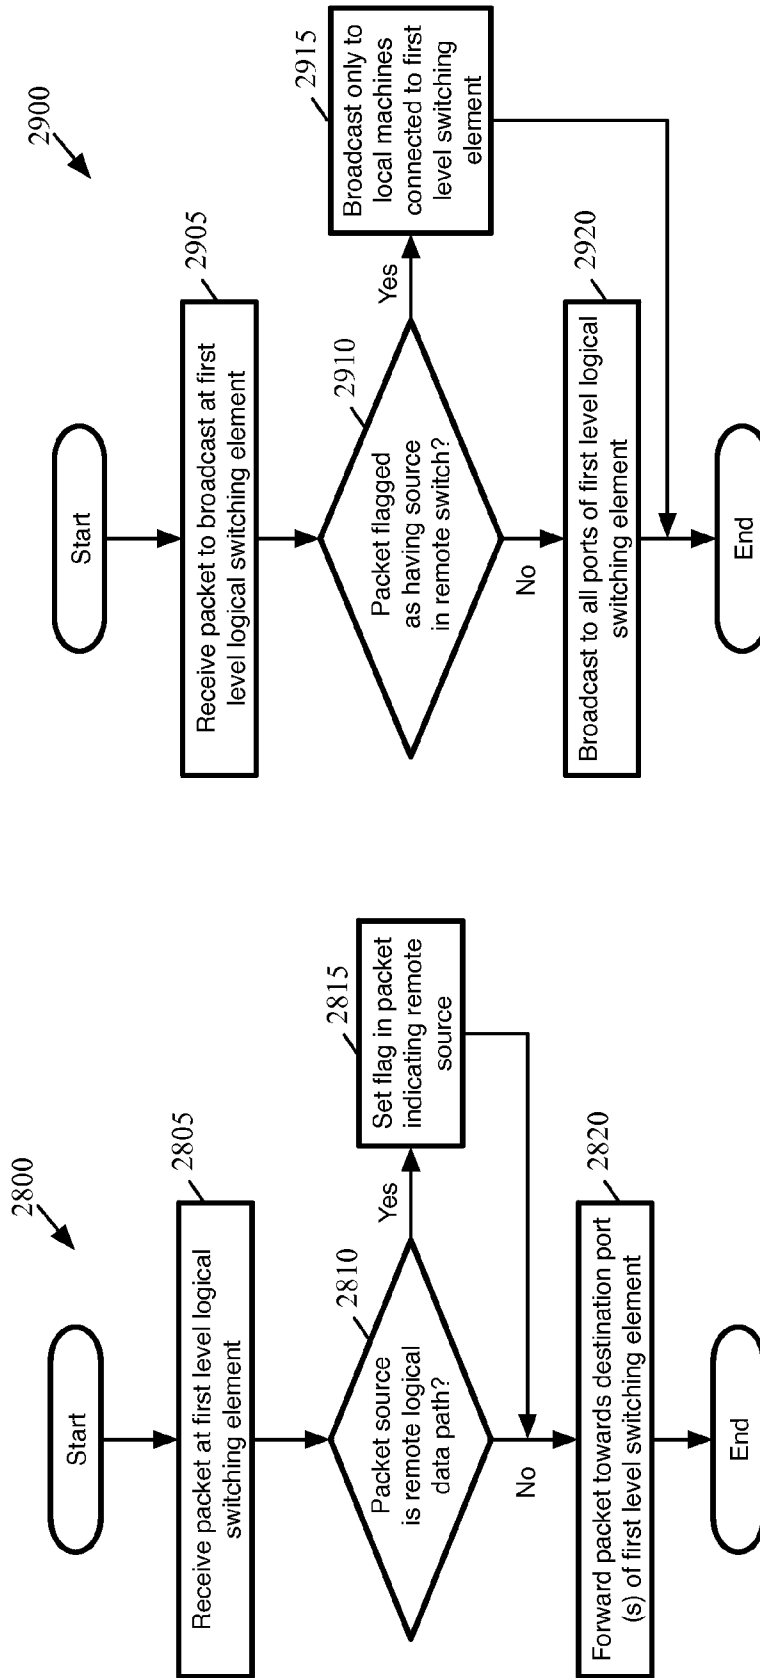 2800
Start
2805
Receive packet at first level logical
switching element
2810
Packet source
is remote logical
data path?
Yes
2815
Set flag in packet
indicating remote
source
No
2820
Forward packet towards destination port
(s) of first level switching element
End
2900
Start
2905
Receive packet to broadcast at first
level logical switching element
2910
Packet flagged
as having source
in remote switch?
Yes
2915
Broadcast only to
local machines
connected to first
level switching
element
No
2920
Broadcast to all ports of first level logical
switching element
End